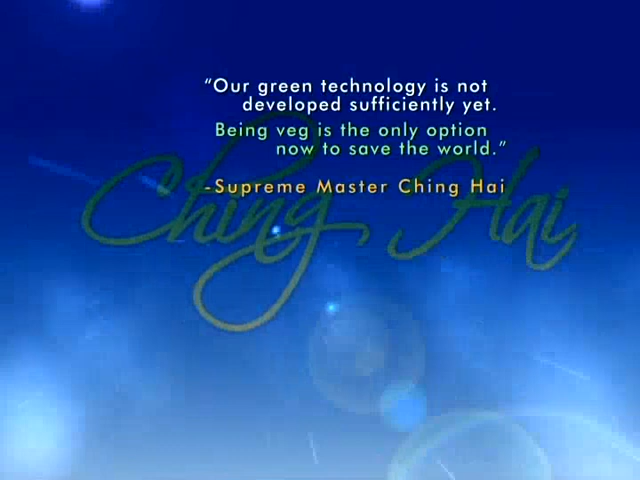 “Our green technology is not
developed sufficiently yet.
Being veg is the only option
now to save the world.”
-Supreme Master Ching Hai
Ching Hai